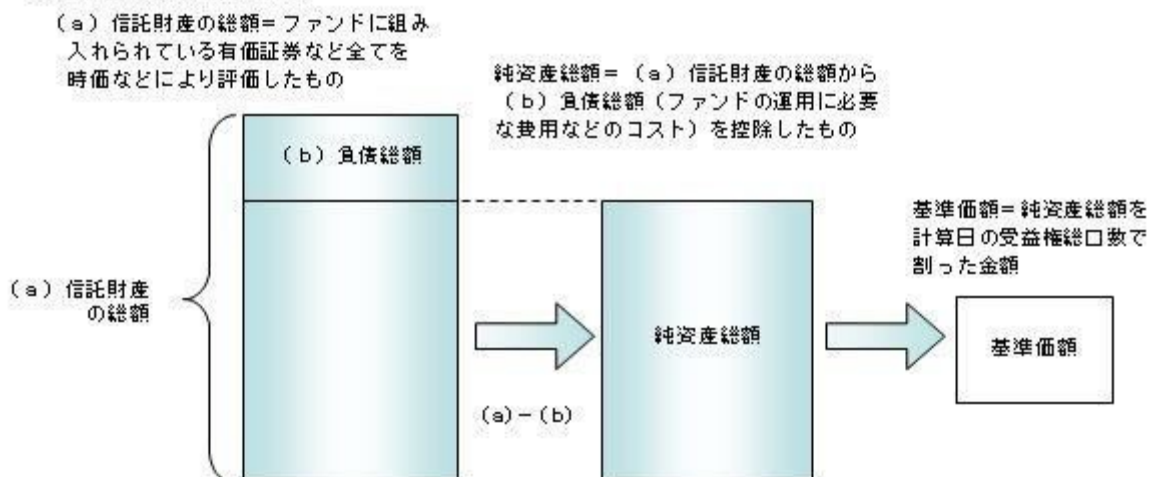 （a）信託財産の総額＝ファンドに組み
入れられている有価証券など全てを
時価などにより評価したもの
純資産総額＝（a）信託財産の総額から
（b）負債総額（ファンドの運用に必要
な費用などのコスト）を控除したもの
（b）負債総額
基準価額＝純資産総額を
計算日の受益権総口数で
割った金額
（a）信託財産
の総額
純資産総額
基準価額
(a)－(b)